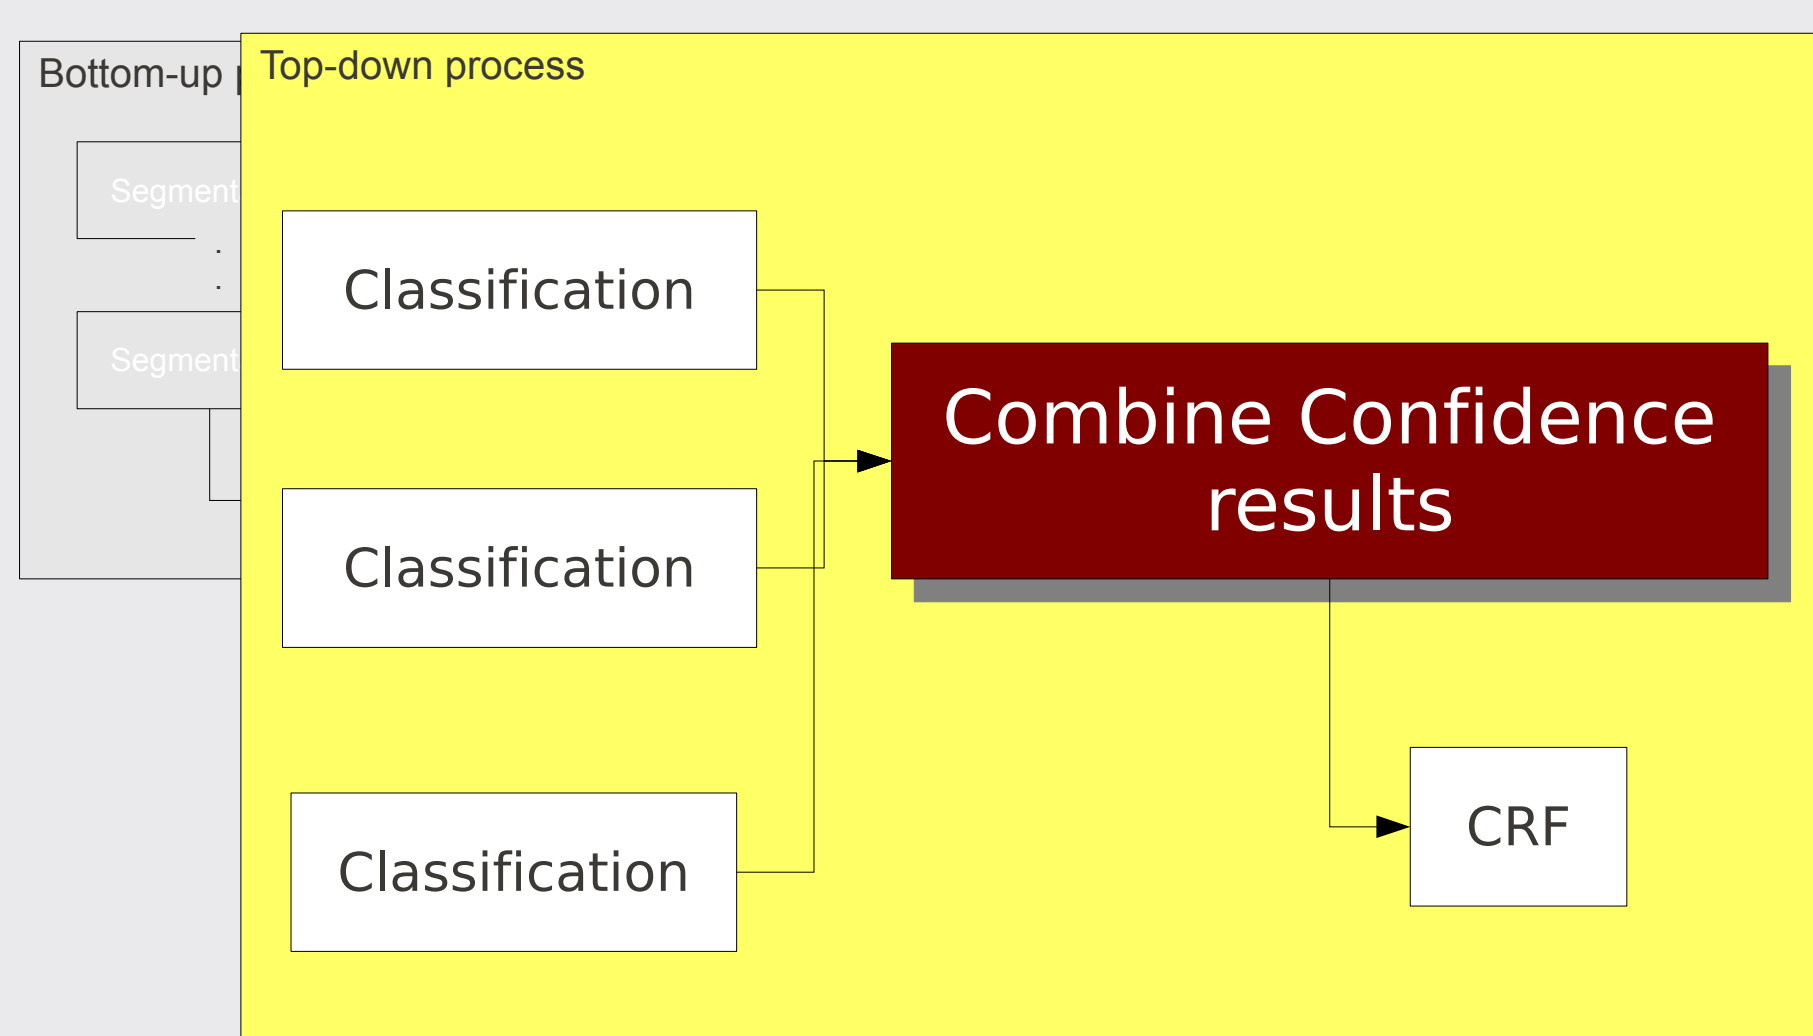 Bottom-up
Top-down process
Segment
.
.
Segment
Classification
Classification
Classification
Combine Confidence
results
CRF